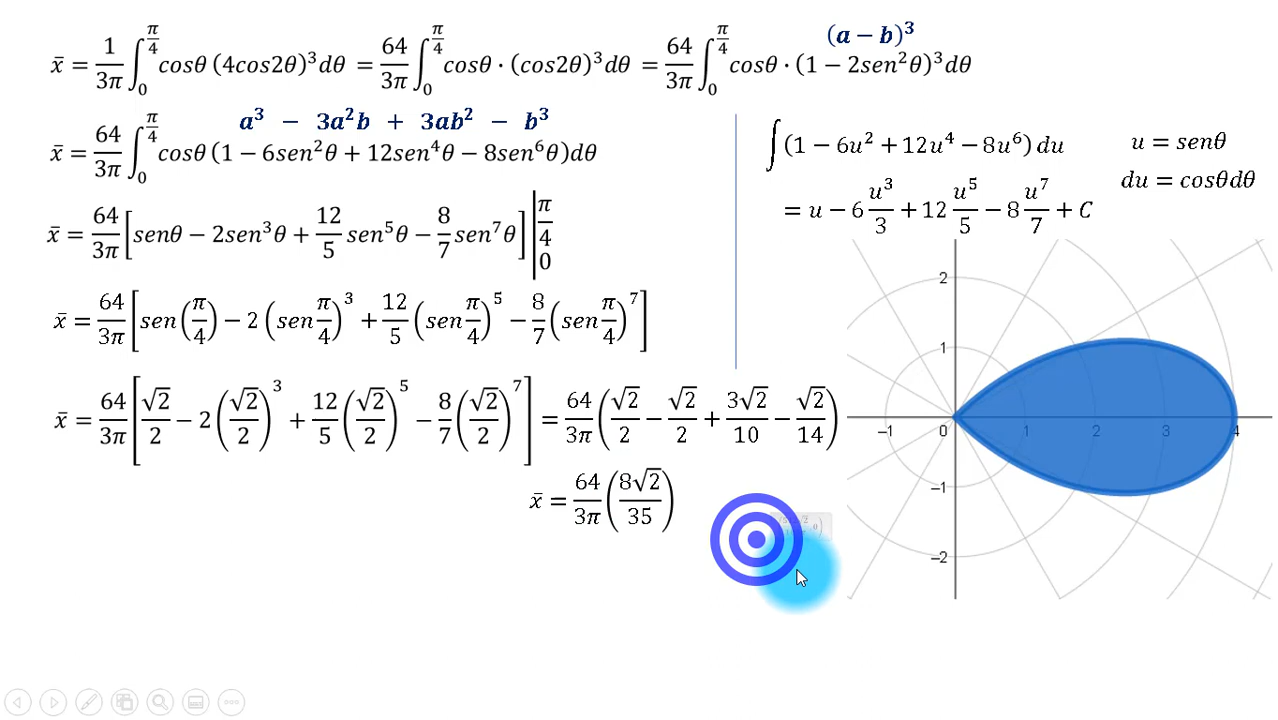 (a − b)³
x̄ = 1/3π ∫₀^(π/4) cosθ (4cos2θ)³dθ = 64/3π ∫₀^(π/4) cosθ · (cos2θ)³dθ = 64/3π ∫₀^(π/4) cosθ · (1 − 2sen²θ)³dθ
a³ − 3a²b + 3ab² − b³
x̄ = 64/3π ∫₀^(π/4) cosθ (1 − 6sen²θ + 12sen⁴θ − 8sen⁶θ)dθ
x̄ = 64/3π [senθ − 2sen³θ + 12/5 sen⁵θ − 8/7 sen⁷θ] | π/4 0
x̄ = 64/3π [sen(π/4) − 2(sen π/4)³ + 12/5 (sen π/4)⁵ − 8/7 (sen π/4)⁷]
x̄ = 64/3π [√2/2 − 2(√2/2)³ + 12/5 (√2/2)⁵ − 8/7 (√2/2)⁷] = 64/3π (√2/2 − √2/2 + 3√2/10 − √2/14)
x̄ = 64/3π (8√2/35)
∫(1 − 6u² + 12u⁴ − 8u⁶) du
= u − 6 u³/3 + 12 u⁵/5 − 8 u⁷/7 + C
u = senθ
du = cosθdθ
2
1
−1 0 1 2 3 4
−1
−2